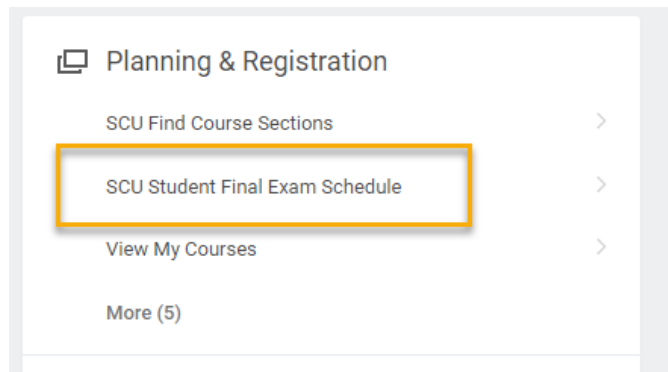 Planning & Registration
SCU Find Course Sections
SCU Student Final Exam Schedule
View My Courses
More (5)